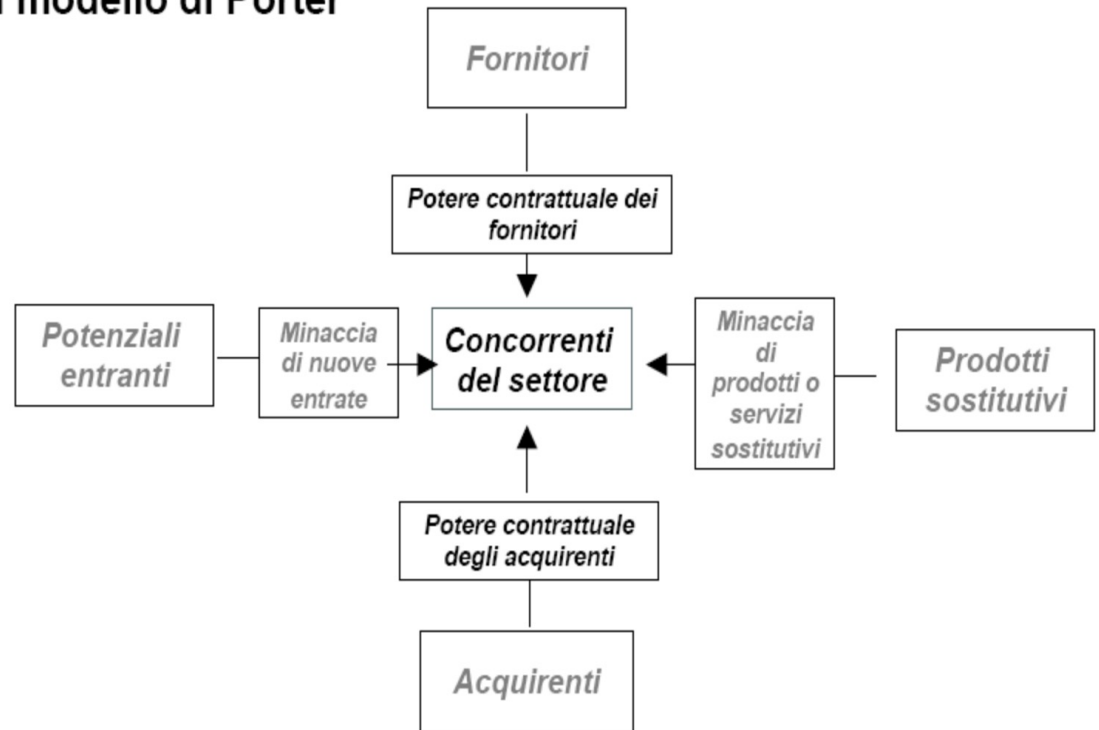 modello di Porter
Fornitori
Potere contrattuale dei
fornitori
Potenziali
entranti
Minaccia
di nuove
entrate
Concorrenti
del settore
Minaccia
di
prodotti o
servizi
sostitutivi
Prodotti
sostitutivi
Potere contrattuale
degli acquirenti
Acquirenti